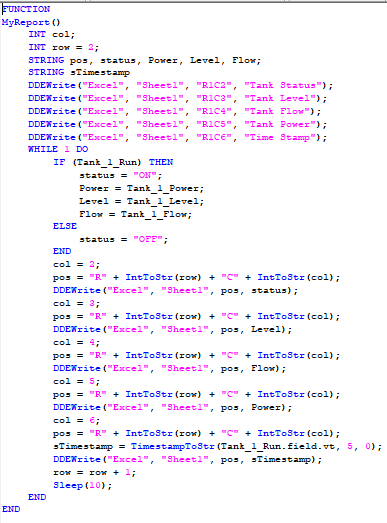 FUNCTION
MyReport()
INT col;
INT row = 2;
STRING pos, status, Power, Level, Flow;
STRING sTimestamp
DDEWrite("Excel", "Sheet1", "R1C2", "Tank Status");
DDEWrite("Excel", "Sheet1", "R1C3", "Tank Level");
DDEWrite("Excel", "Sheet1", "R1C4", "Tank Flow");
DDEWrite("Excel", "Sheet1", "R1C5", "Tank Power");
DDEWrite("Excel", "Sheet1", "R1C6", "Time Stamp");
WHILE 1 DO
IF (Tank_1_Run) THEN
status = "ON";
Power = Tank_1_Power;
Level = Tank_1_Level;
Flow = Tank_1_Flow;
ELSE
status = "OFF";
END
col = 2;
pos = "R" + IntToStr(row) + "C" + IntToStr(col);
DDEWrite("Excel", "Sheet1", pos, status);
col = 3;
pos = "R" + IntToStr(row) + "C" + IntToStr(col);
DDEWrite("Excel", "Sheet1", pos, Level);
col = 4;
pos = "R" + IntToStr(row) + "C" + IntToStr(col);
DDEWrite("Excel", "Sheet1", pos, Flow);
col = 5;
pos = "R" + IntToStr(row) + "C" + IntToStr(col);
DDEWrite("Excel", "Sheet1", pos, Power);
col = 6;
pos = "R" + IntToStr(row) + "C" + IntToStr(col);
sTimestamp = TimestampToStr(Tank_1_Run.field.vt, 5, 0);
DDEWrite("Excel", "Sheet1", pos, sTimestamp);
row = row + 1;
Sleep(10);
END
END